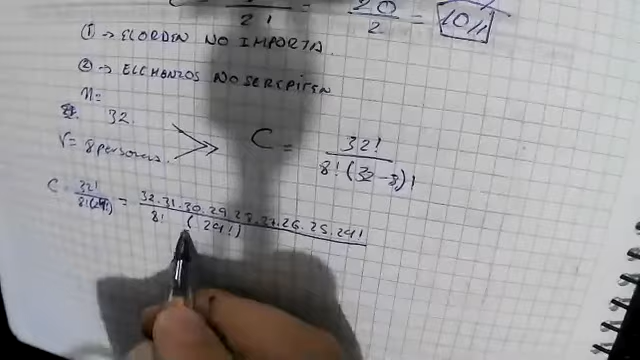 2! = 20/2 = 10
① → EL ORDEN NO IMPORTA.
② → ELEMENTOS NO SE REPITEN
n=
32.
r= 8 personas.
C = 32! / 8!(32-8)!
C 32! / 8!(24!) = 32.31.30.29.28.27.26.25.24! / 8! (24!)